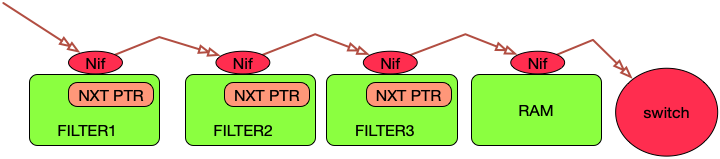 Nif
Nif
Nif
Nif
NXT PTR
NXT PTR
NXT PTR
RAM
switch
FILTER1
FILTER2
FILTER3